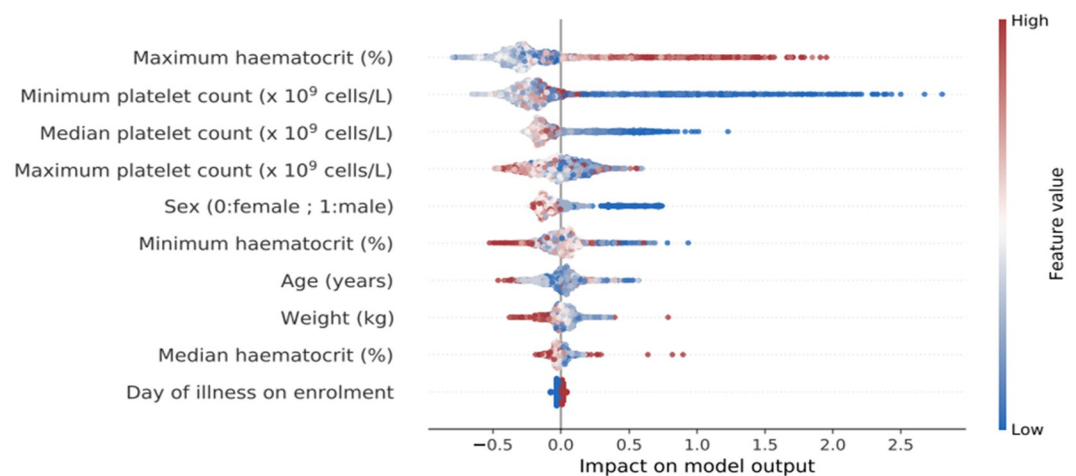 High
Maximum haematocrit (%)
Minimum platelet count (x 10⁹ cells/L)
Median platelet count (x 10⁹ cells/L)
Maximum platelet count (x 10⁹ cells/L)
Sex (0:female ; 1:male)
Minimum haematocrit (%)
Age (years)
Weight (kg)
Median haematocrit (%)
Day of illness on enrolment
Feature value
Low
−0.5 0.0 0.5 1.0 1.5 2.0 2.5
Impact on model output